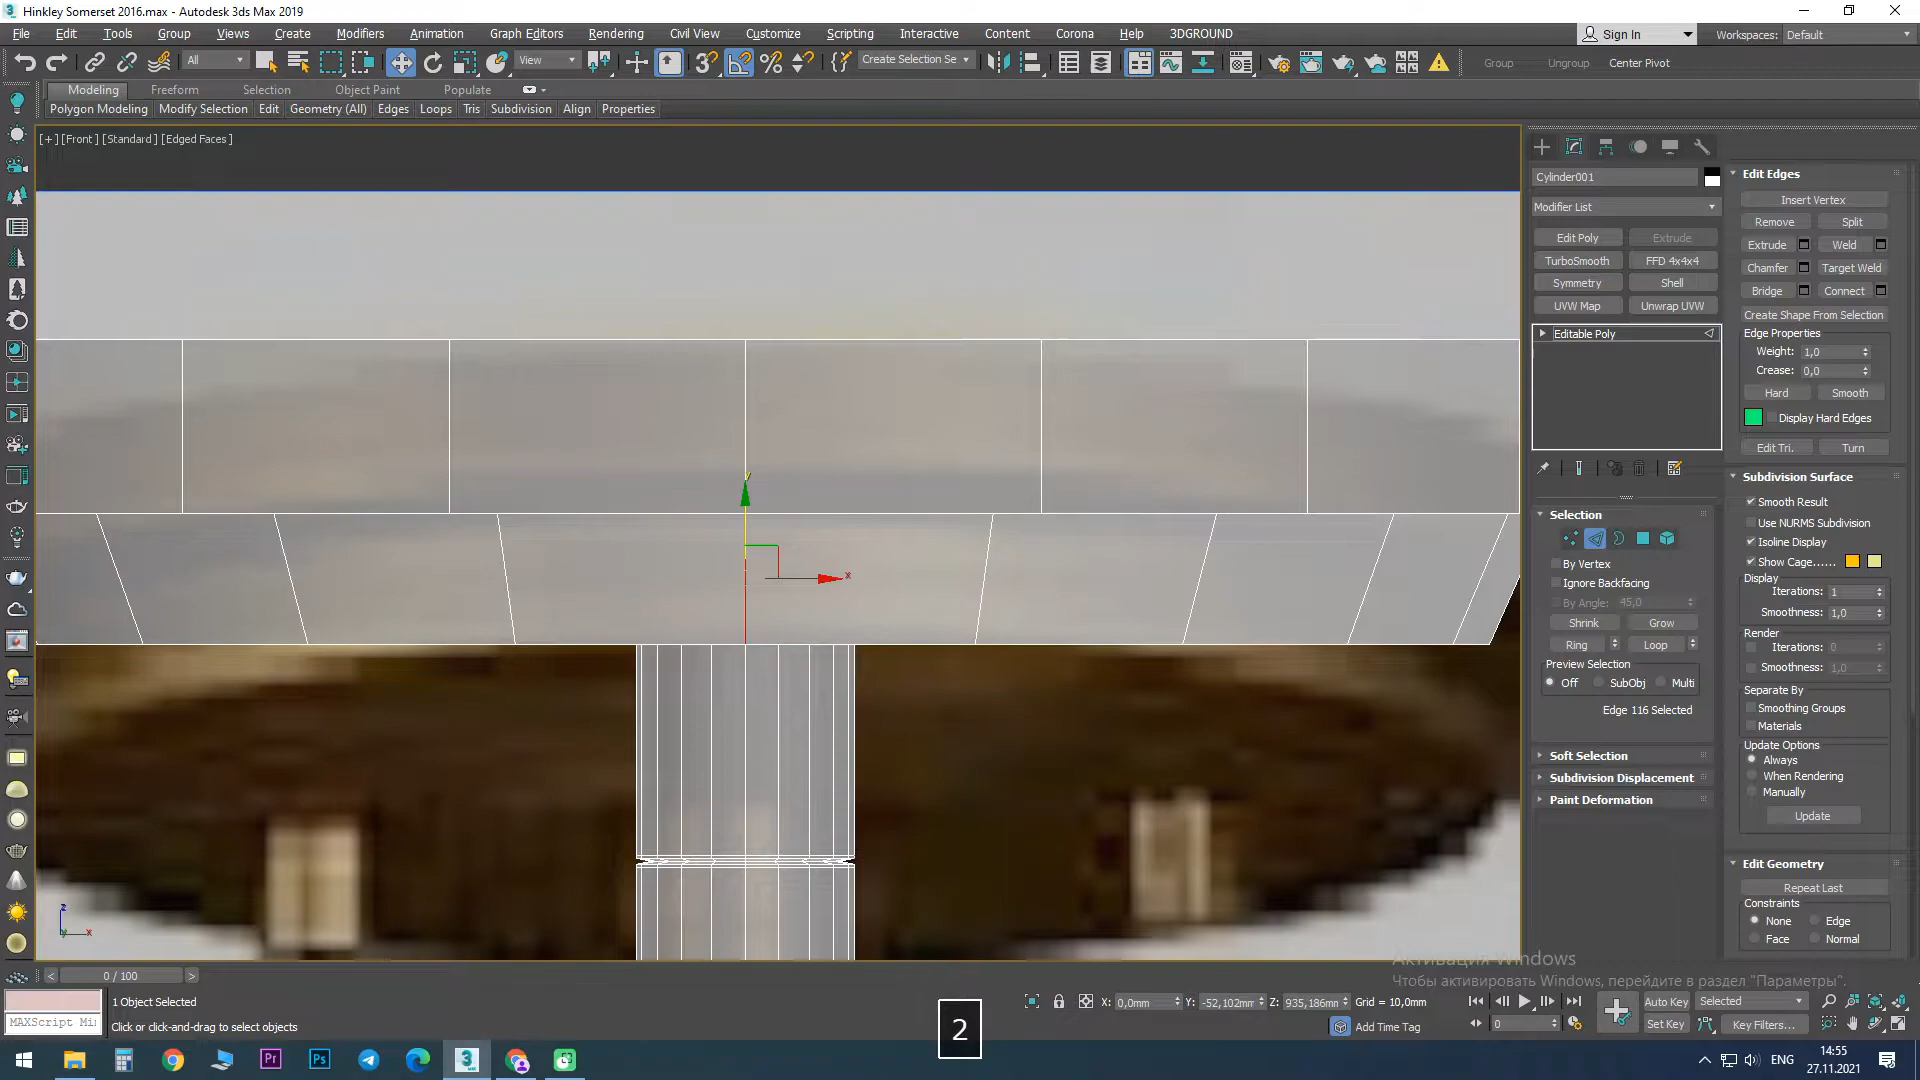 Hinkley Somerset 2016.max - Autodesk 3ds Max 2019
File Edit Tools Group Views Create Modifiers Animation Graph Editors Rendering Civil View Customize Scripting Interactive Content Corona Help 3DGROUND Sign In Workspaces: Default
All View Create Selection Se Group Ungroup Center Pivot
Modeling Freeform Selection Object Paint Populate
Polygon Modeling Modify Selection Edit Geometry (All) Edges Loops Tris Subdivision Align Properties
[+] [Front] [Standard] [Edged Faces]
Cylinder001
Modifier List
Edit Poly Extrude
TurboSmooth FFD 4x4x4
Symmetry Shell
UVW Map Unwrap UVW
Editable Poly
Selection
By Vertex
Ignore Backfacing
By Angle: 45,0
Shrink Grow
Ring Loop
Preview Selection
Off SubObj Multi
Edge 116 Selected
Soft Selection
Subdivision Displacement
Paint Deformation
Edit Edges
Insert Vertex
Remove Split
Extrude Weld
Chamfer Target Weld
Bridge Connect
Create Shape From Selection
Edge Properties
Weight: 1,0
Crease: 0,0
Hard Smooth
Display Hard Edges
Edit Tri. Turn
Subdivision Surface
Smooth Result
Use NURMS Subdivision
Isoline Display
Show Cage......
Display
Iterations: 1
Smoothness: 1,0
Render
Iterations: 0
Smoothness: 1,0
Separate By
Smoothing Groups
Materials
Update Options
Always
When Rendering
Manually
Update
Edit Geometry
Repeat Last
Constraints
None Edge
Face Normal
y
x
z
x
Активация Windows
Чтобы активировать Windows, перейдите в раздел "Параметры".
< 0 / 100 >
1 Object Selected
MAXScript Mi
Click or click-and-drag to select objects
2
X: 0,0mm Y: -52,102mm Z: 935,186mm Grid = 10,0mm
Add Time Tag
Auto Key Selected
Set Key Key Filters...
0
ENG
14:55
27.11.2021